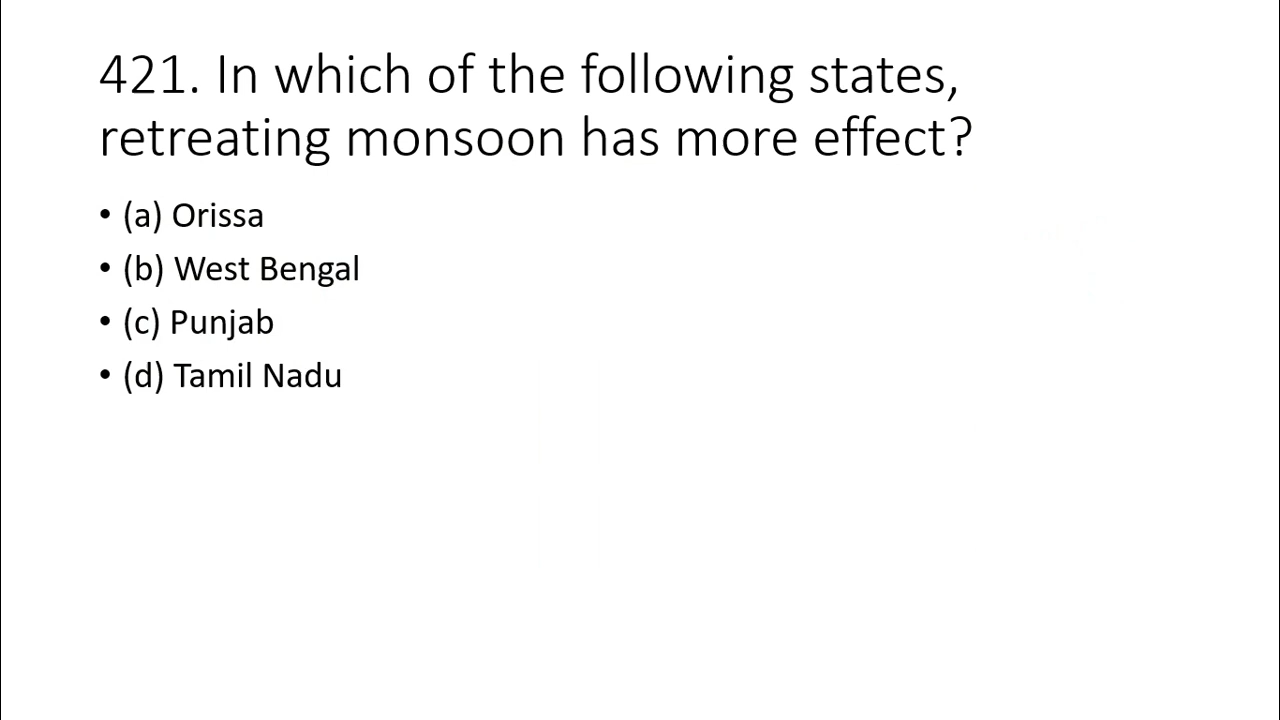 421. In which of the following states,
retreating monsoon has more effect?
• (a) Orissa
• (b) West Bengal
• (c) Punjab
• (d) Tamil Nadu